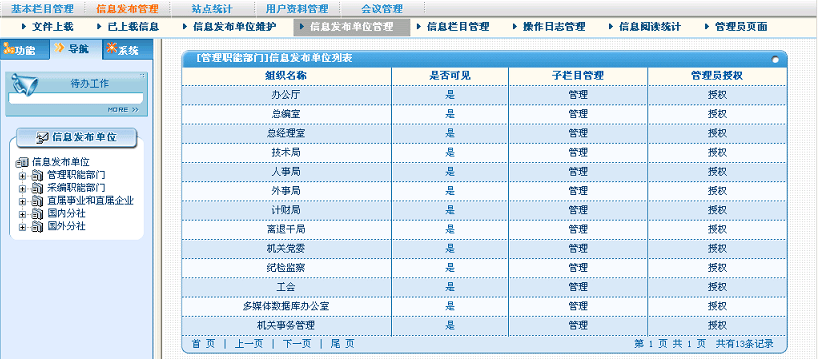 基本栏目管理 信息发布管理 站点统计 用户资料管理 会议管理
文件上载 已上载信息 信息发布单位维护 信息发布单位管理 信息栏目管理 操作日志管理 信息阅读统计 管理员页面
功能 导航 系统
待办工作
MORE >>
信息发布单位
信息发布单位
管理职能部门
采编职能部门
直属事业和直属企业
国内分社
国外分社
[管理职能部门]信息发布单位列表
组织名称 是否可见 子栏目管理 管理员授权
办公厅 是 管理 授权
总编室 是 管理 授权
总经理室 是 管理 授权
技术局 是 管理 授权
人事局 是 管理 授权
外事局 是 管理 授权
计财局 是 管理 授权
离退干局 是 管理 授权
机关党委 是 管理 授权
纪检监察 是 管理 授权
工会 是 管理 授权
多媒体数据库办公室 是 管理 授权
机关事务管理 是 管理 授权
首 页 | 上一页 | 下一页 | 尾 页 第 1 页 共 1 页 共有13条记录